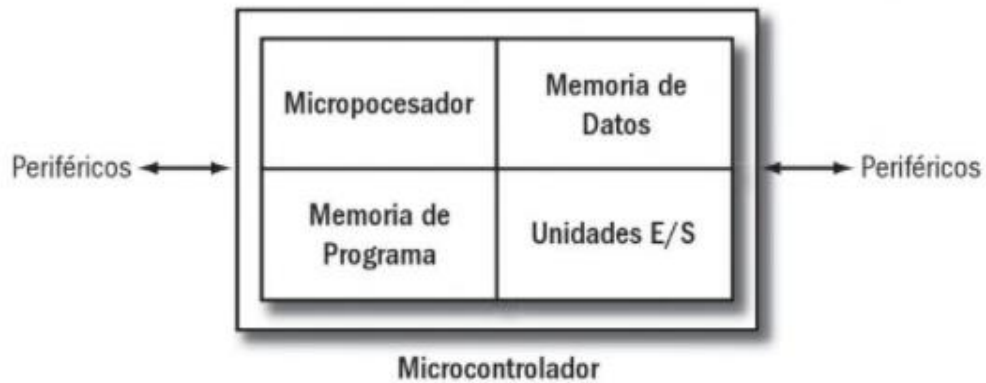 Micropocesador
Memoria de
Datos
Periféricos
Periféricos
Memoria de
Programa
Unidades E/S
Microcontrolador